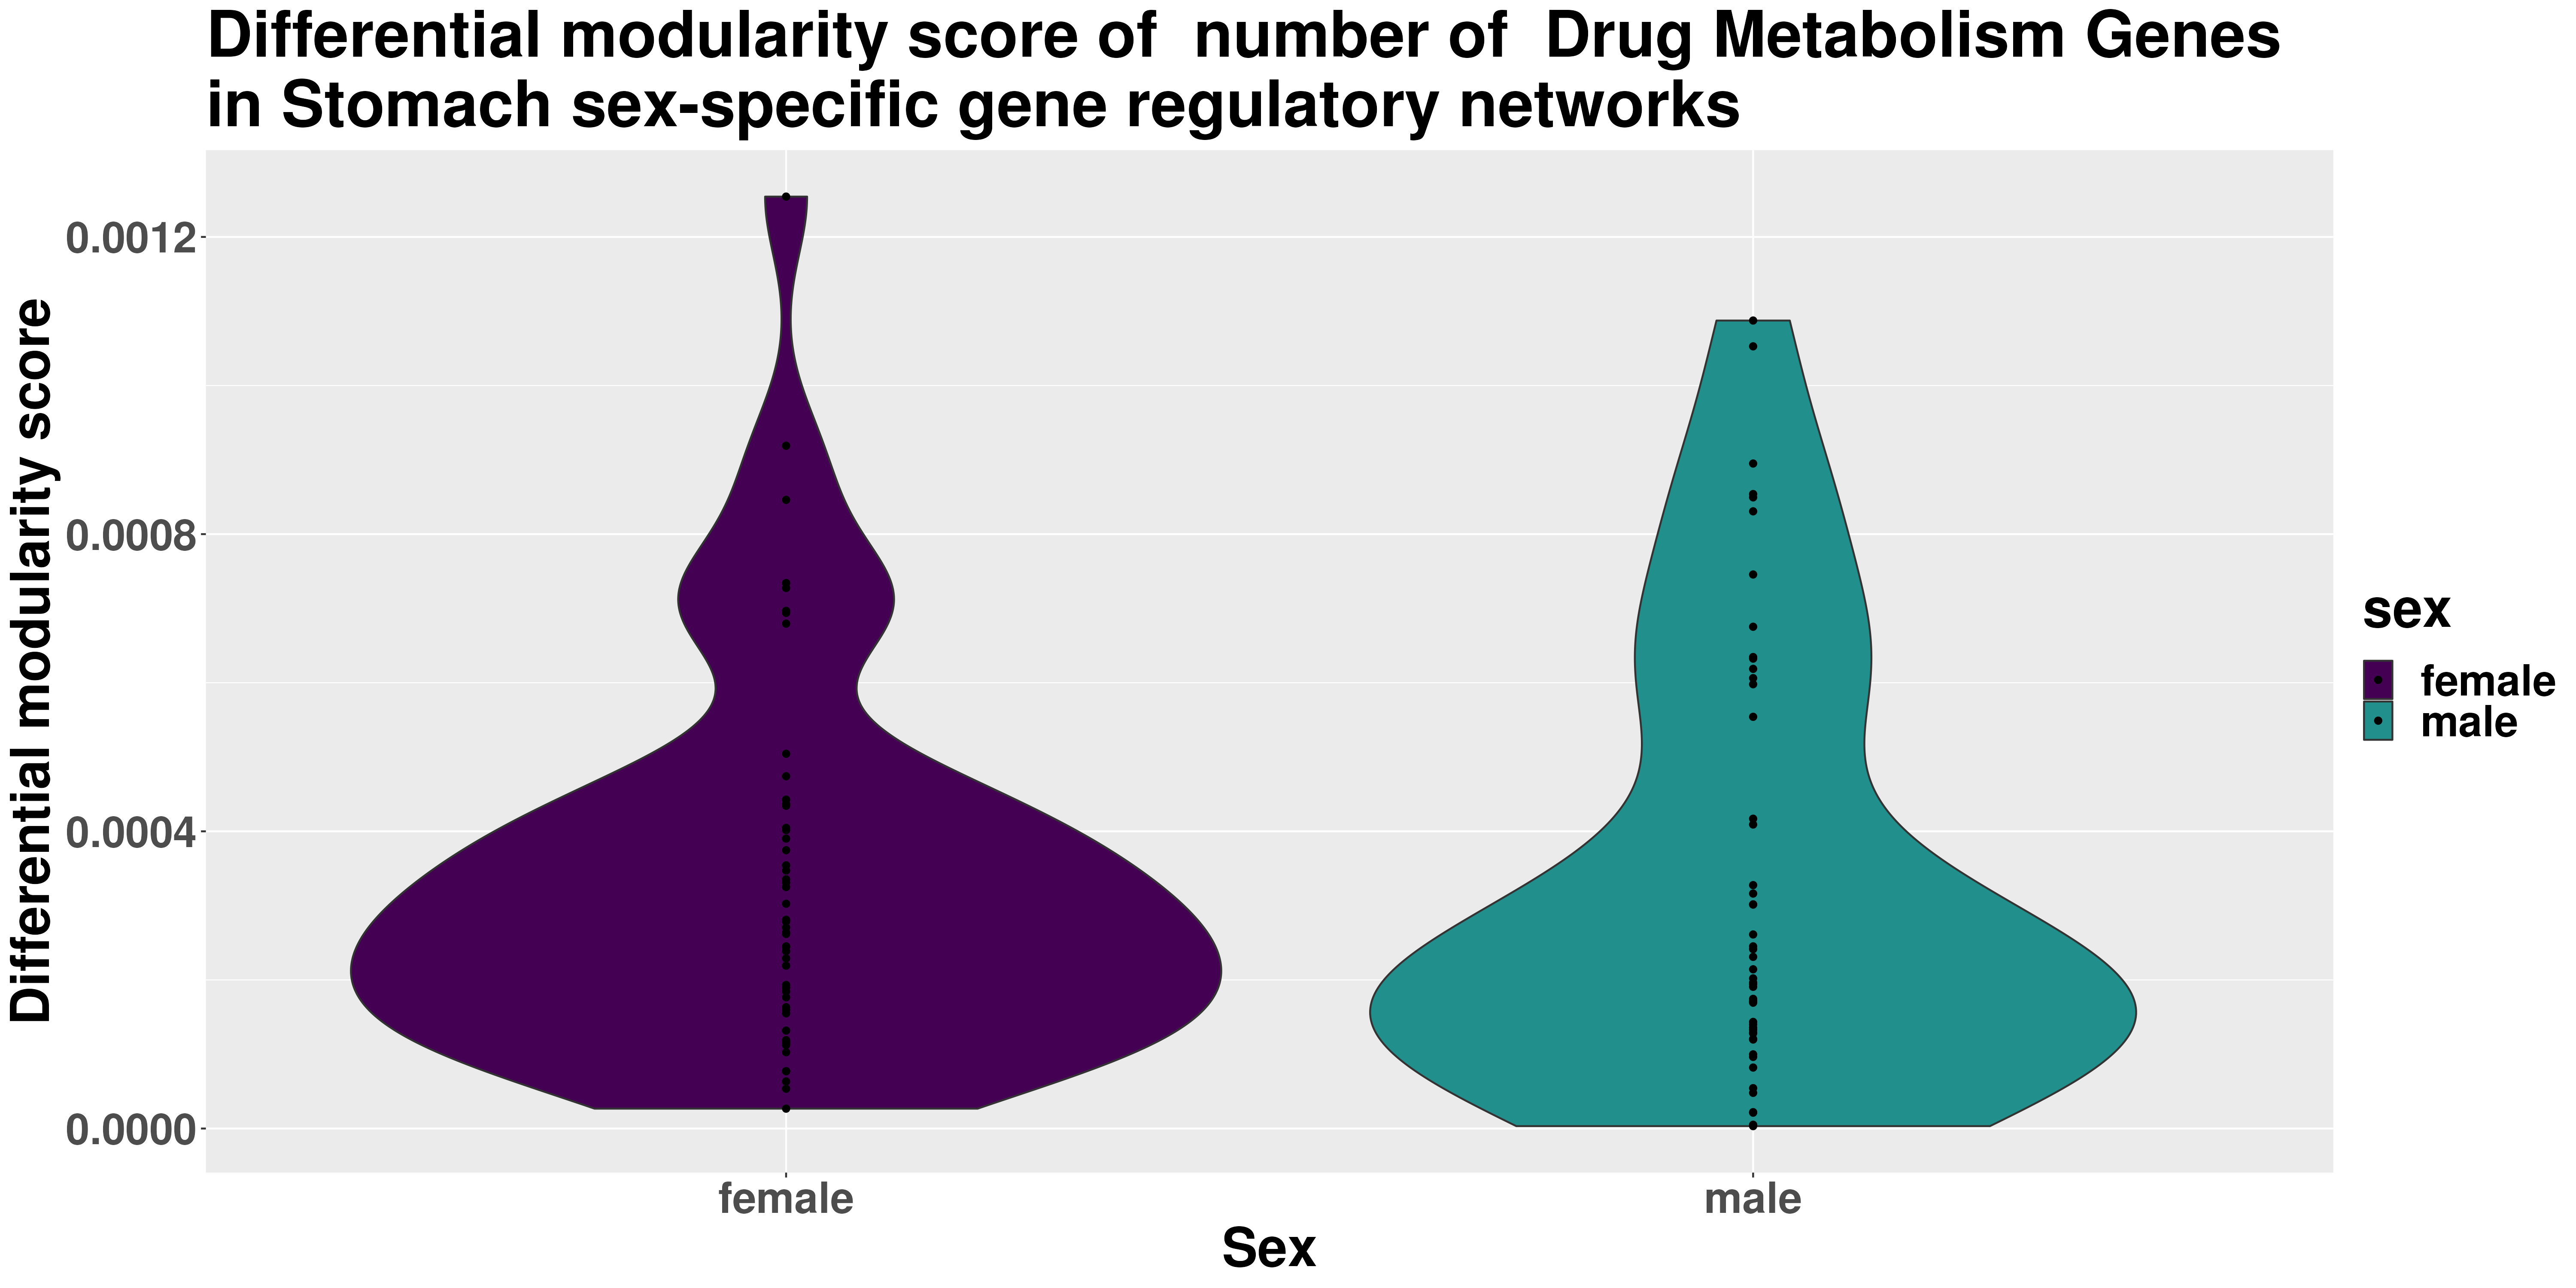 Differential modularity score of  number of  Drug Metabolism Genes
in Stomach sex-specific gene regulatory networks
Differential modularity score
0.0012
0.0008
0.0004
0.0000
female
male
Sex
sex
female
male